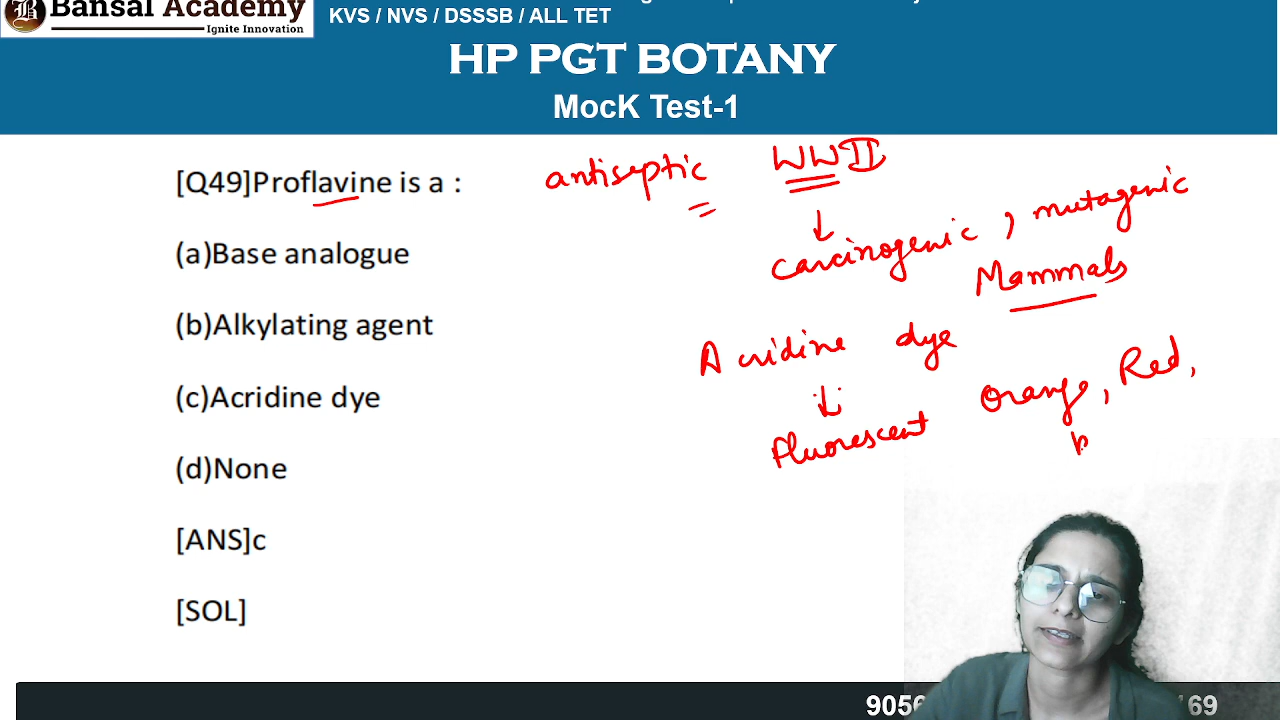 Bansal Academy
Ignite Innovation
KVS / NVS / DSSSB / ALL TET
HP PGT BOTANY
MocK Test-1
[Q49]Proflavine is a :
antiseptic WWII
carcinogenic, mutagenic
Mammals
(a)Base analogue
(b)Alkylating agent
Acridine dye
(c)Acridine dye
Orange, Red,
fluorescent
b
(d)None
[ANS]c
[SOL]
9056
169